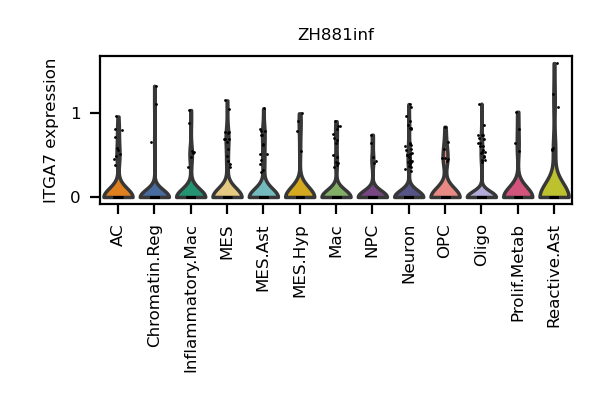 ZH881inf
ITGA7 expression
1
0
AC
Chromatin.Reg
Inflammatory.Mac
MES
MES.Ast
MES.Hyp
Mac
NPC
Neuron
OPC
Oligo
Prolif.Metab
Reactive.Ast